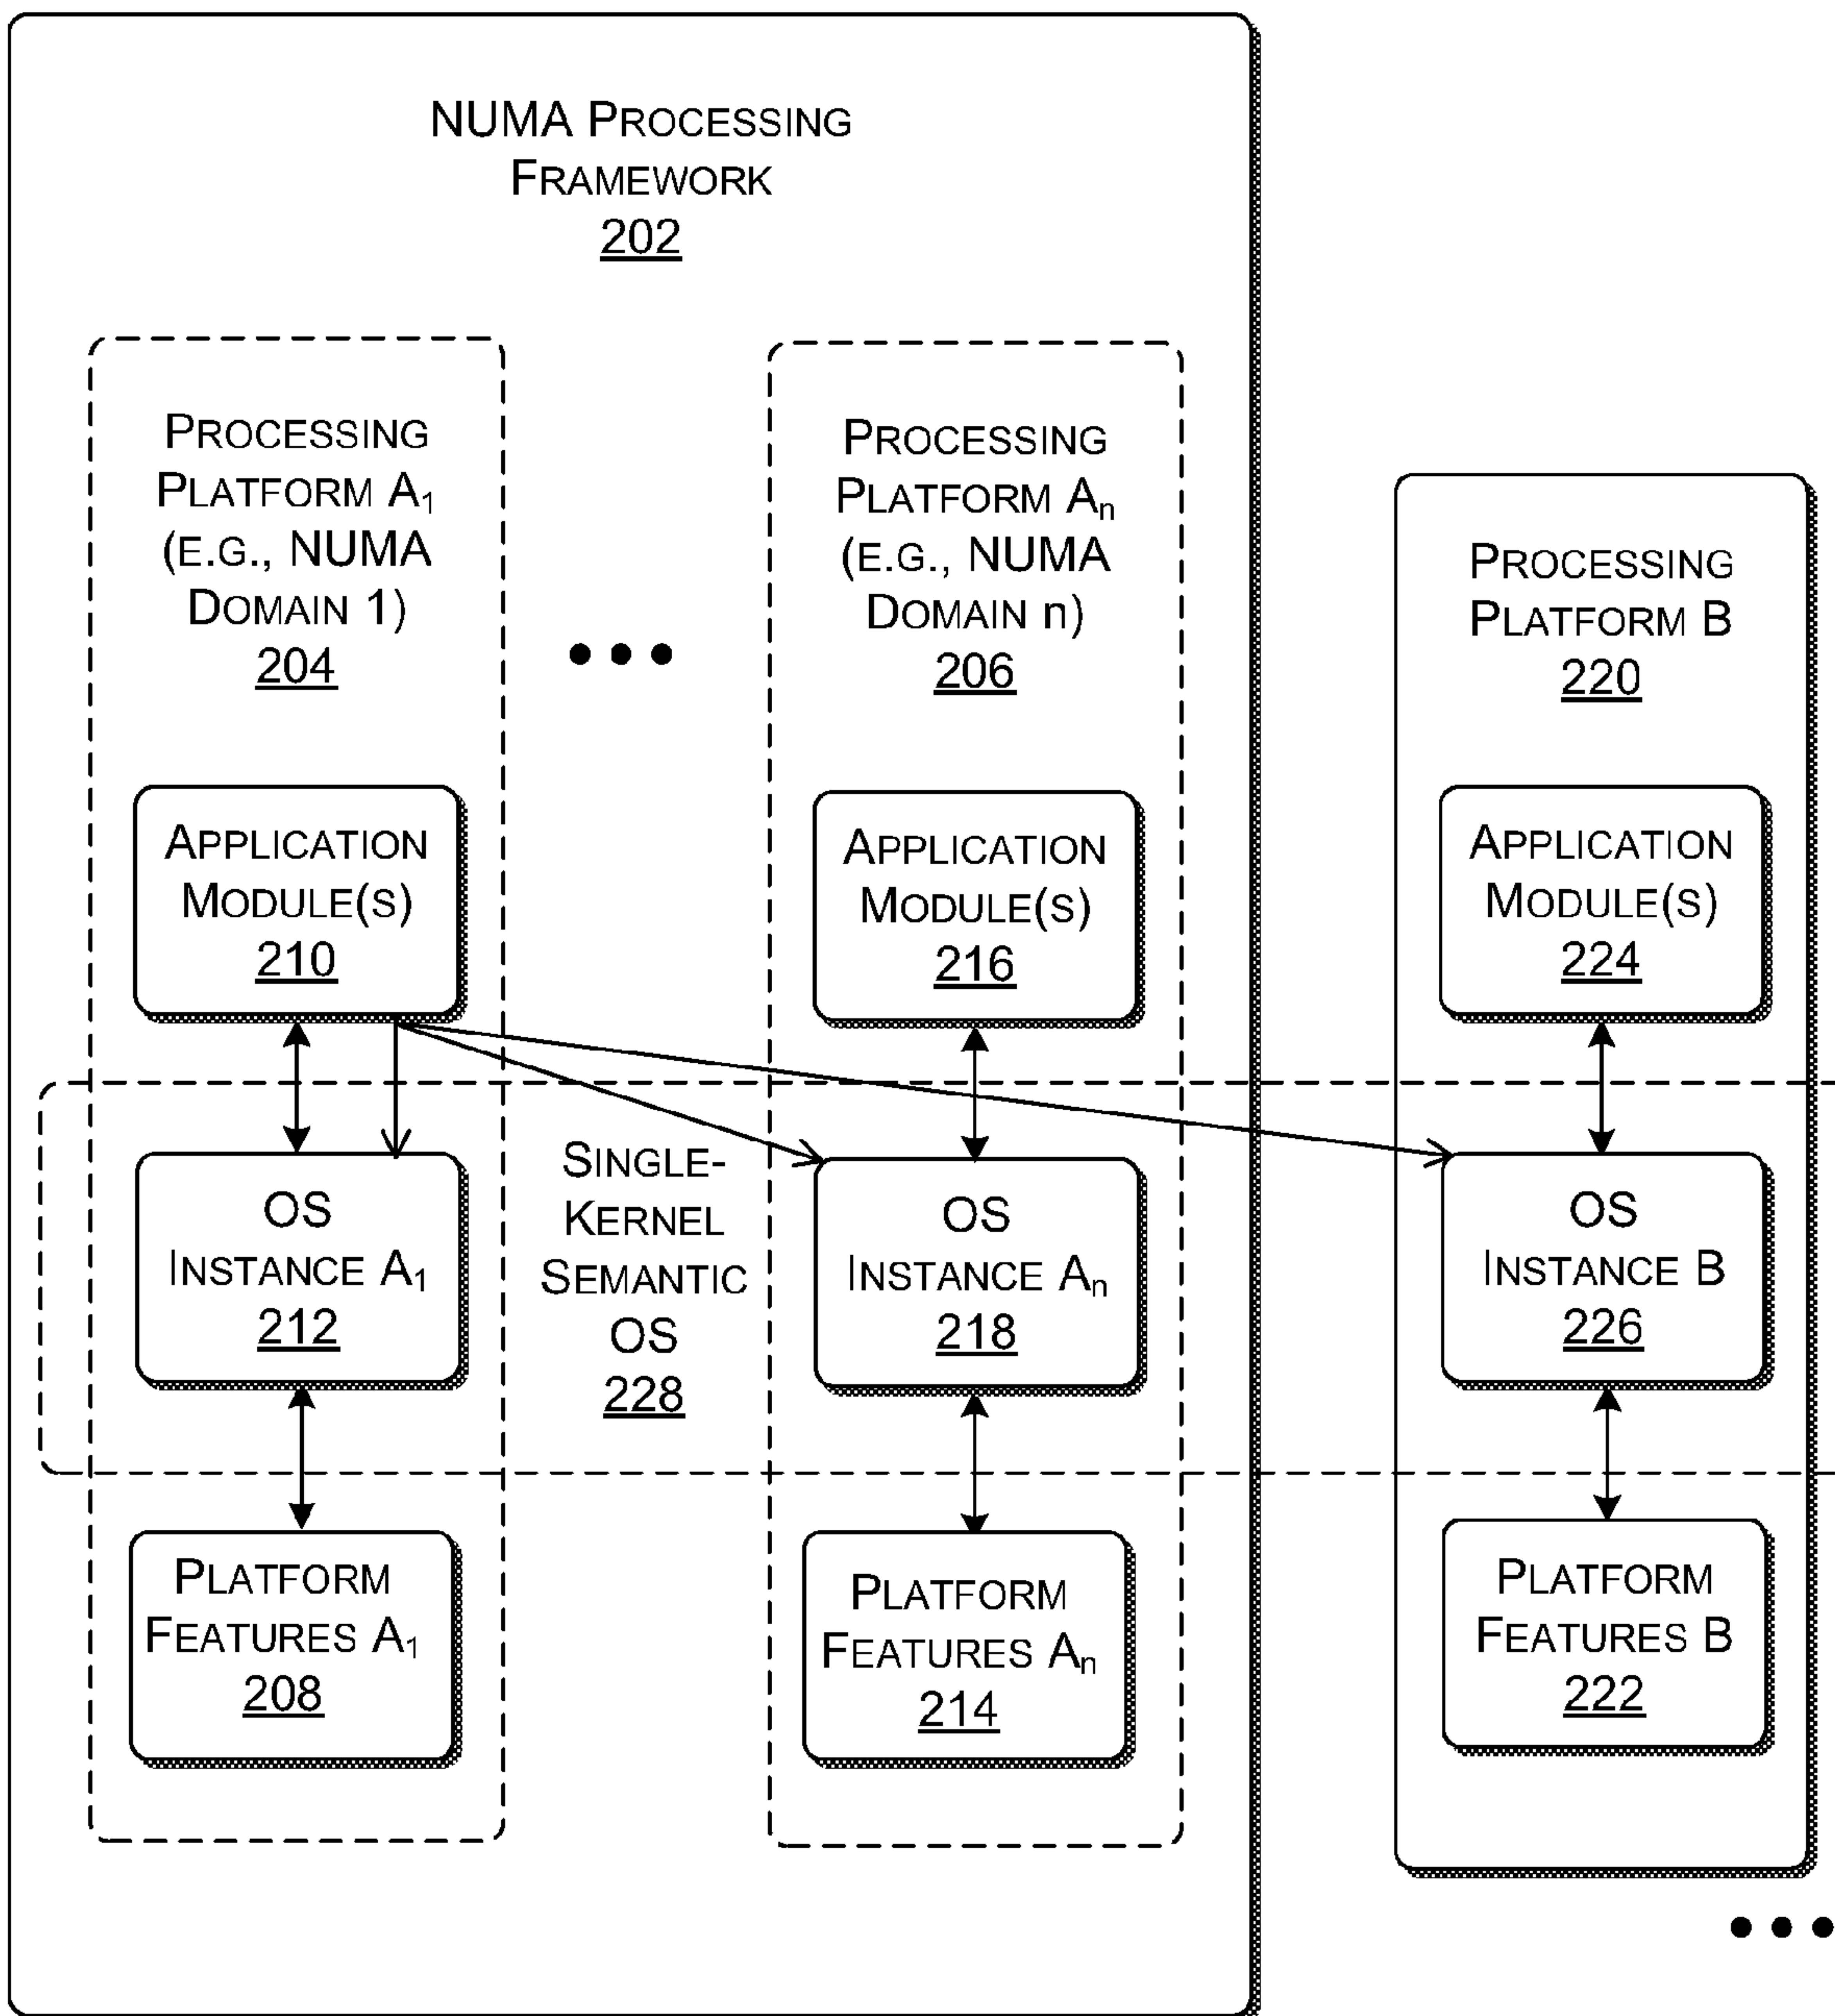 NUMA PROCESSING
FRAMEWORK
202
PROCESSING
PLATFORM A₁
(E.G., NUMA
DOMAIN 1)
204
PROCESSING
PLATFORM Aₙ
(E.G., NUMA
DOMAIN n)
206
PROCESSING
PLATFORM B
220
APPLICATION
MODULE(S)
210
APPLICATION
MODULE(S)
216
APPLICATION
MODULE(S)
224
OS
INSTANCE A₁
212
SINGLE-
KERNEL
SEMANTIC
OS
228
OS
INSTANCE Aₙ
218
OS
INSTANCE B
226
PLATFORM
FEATURES A₁
208
PLATFORM
FEATURES Aₙ
214
PLATFORM
FEATURES B
222